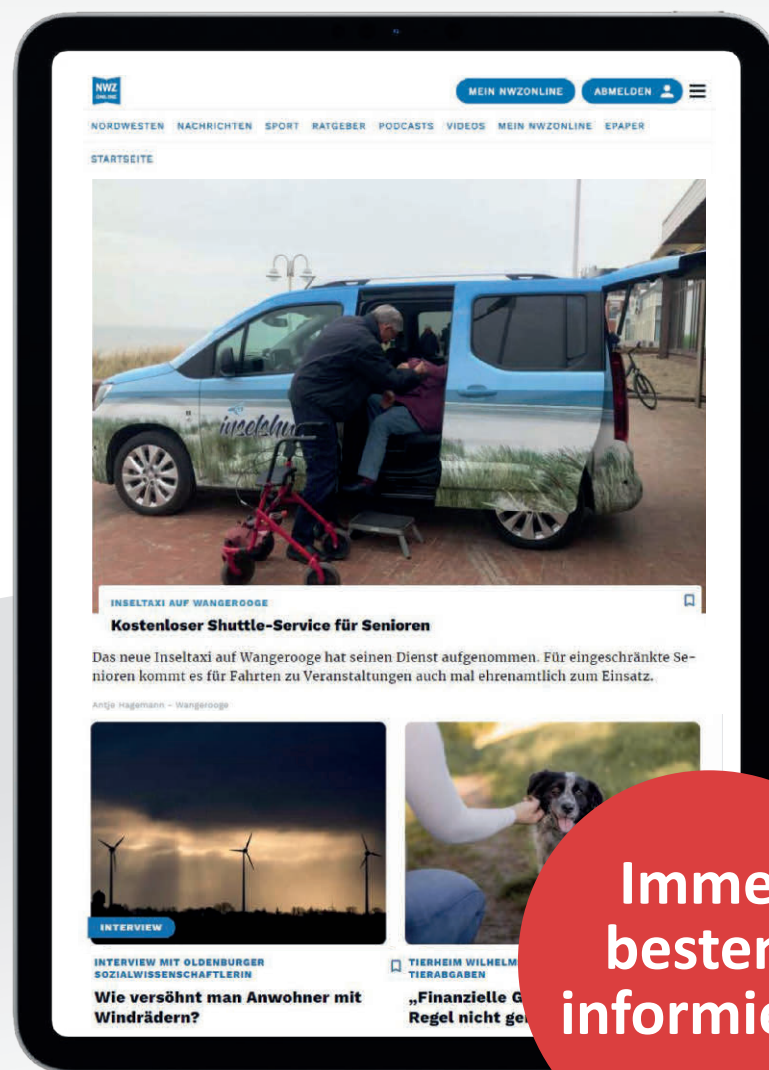 NWZ
ONLINE
MEIN NWZONLINE
ABMELDEN
NORDWESTEN NACHRICHTEN SPORT RATGEBER PODCASTS VIDEOS MEIN NWZONLINE EPAPER
STARTSEITE
INSELTAXI AUF WANGEROOGE
Kostenloser Shuttle-Service für Senioren
Das neue Inseltaxi auf Wangerooge hat seinen Dienst aufgenommen. Für eingeschränkte Se-
nioren kommt es für Fahrten zu Veranstaltungen auch mal ehrenamtlich zum Einsatz.
Antje Hagemann – Wangerooge
INTERVIEW
INTERVIEW MIT OLDENBURGER
SOZIALWISSENSCHAFTLERIN
Wie versöhnt man Anwohner mit
Windrädern?
TIERHEIM WILHELM
TIERABGABEN
„Finanzielle G
Regel nicht ge
Imme
besten
informie